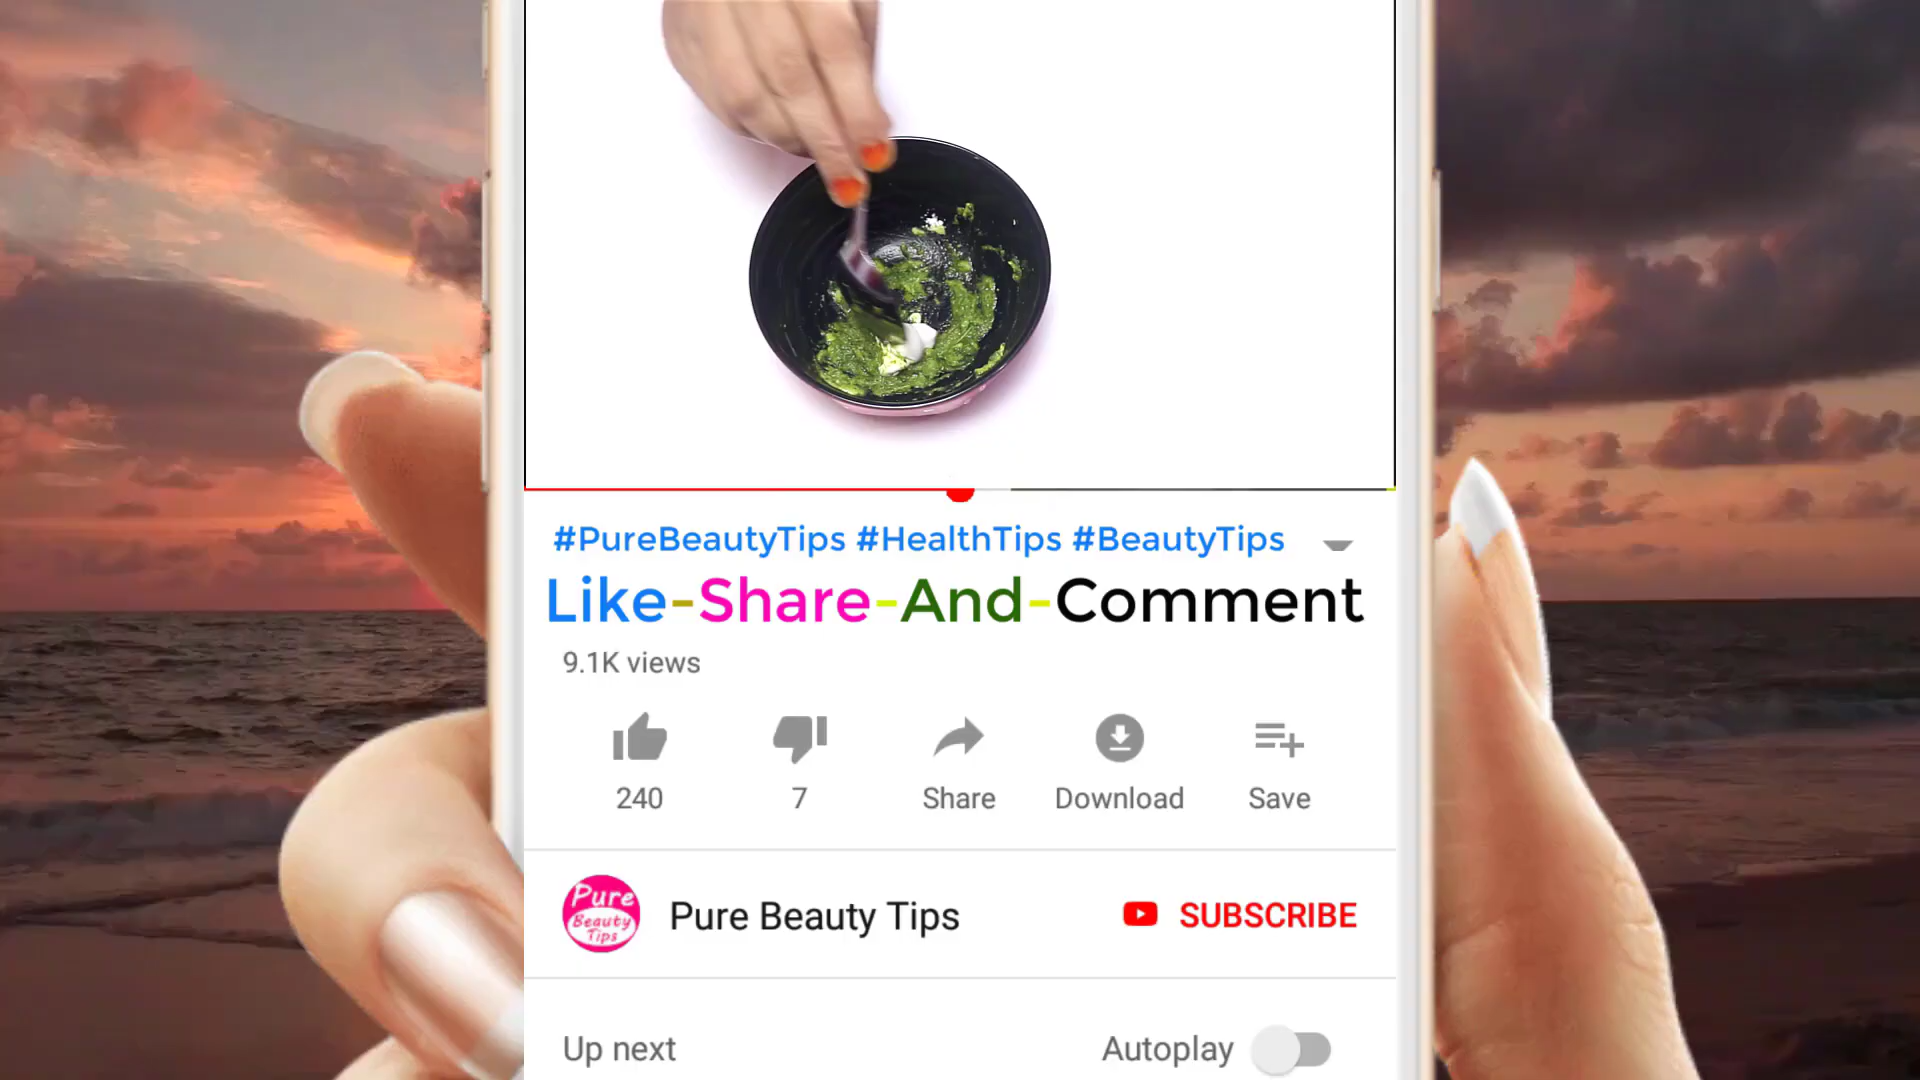 #PureBeautyTips #HealthTips #BeautyTips
Like-Share-And-Comment
9.1K views
240 7 Share Download Save
Pure
Beauty
Tips
Pure Beauty Tips SUBSCRIBE
Up next Autoplay